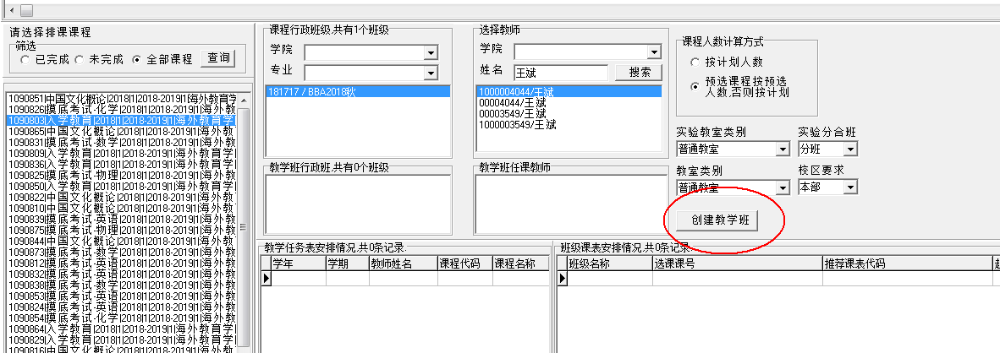 请选择排课课程
筛选
已完成 未完成 全部课程 查询
1090851|中国文化概论|2018|1|2018-2019|1|海外教育学
1090826|摸底考试-化学|2018|1|2018-2019|1|海外教
1090803|入学教育|2018|1|2018-2019|1|海外教育学
1090865|中国文化概论|2018|1|2018-2019|1|海外教
1090831|摸底考试-数学|2018|1|2018-2019|1|海外教
1090809|入学教育|2018|1|2018-2019|1|海外教育学
1090836|入学教育|2018|1|2018-2019|1|海外教育学
1090825|摸底考试-物理|2018|1|2018-2019|1|海外教
1090850|入学教育|2018|1|2018-2019|1|海外教育学
1090822|中国文化概论|2018|1|2018-2019|1|海外教
1090810|中国文化概论|2018|1|2018-2019|1|海外教
1090839|摸底考试-英语|2018|1|2018-2019|1|海外教
1090875|摸底考试-物理|2018|1|2018-2019|1|海外教
1090844|中国文化概论|2018|1|2018-2019|1|海外教
1090873|摸底考试-数学|2018|1|2018-2019|1|海外教
1090812|摸底考试-英语|2018|1|2018-2019|1|海外教
1090832|摸底考试-英语|2018|1|2018-2019|1|海外教
1090838|摸底考试-数学|2018|1|2018-2019|1|海外教
1090853|摸底考试-英语|2018|1|2018-2019|1|海外教
1090824|摸底考试-英语|2018|1|2018-2019|1|海外教
1090854|摸底考试-化学|2018|1|2018-2019|1|海外教
1090864|入学教育|2018|1|2018-2019|1|海外教育学
1090829|入学教育|2018|1|2018-2019|1|海外教育学
1090816|中国文化概论|2018|1|2018-2019|1|海外教
课程行政班级,共有1个班级
学院
专业
181717 / BBA2018秋
教学班行政班,共有0个班级
选择教师
学院
姓名 王斌 搜索
1000004044/王斌
00004044/王斌
00003549/王斌
1000003549/王斌
教学班任课教师
课程人数计算方式
按计划人数
预选课程按预选
人数,否则按计划
实验教室类别 实验分合班
普通教室 分班
教室类别 校区要求
普通教室 本部
创建教学班
教学任务表安排情况,共0条记录.
学年 学期 教师姓名 课程代码 课程名称
班级课表安排情况,共0条记录.
班级名称 选课课号 推荐课表代码